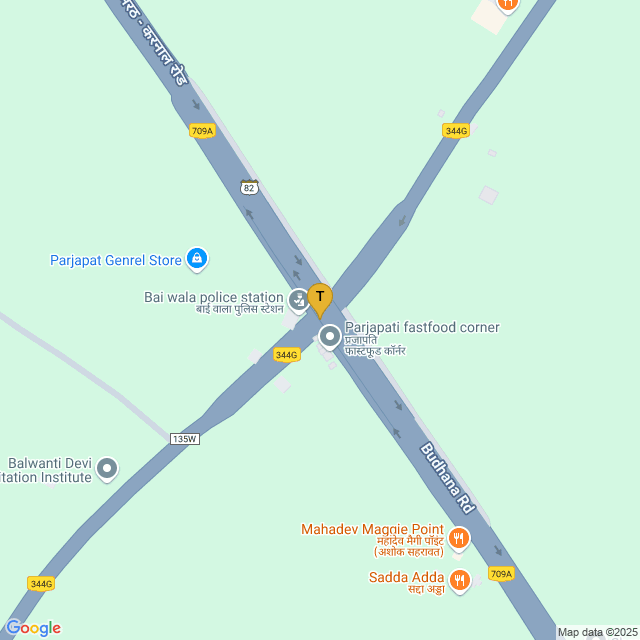 करनाल रोड
709A
344G
82
Parjapat Genrel Store
T
Bai wala police station
बाई वाला पुलिस स्टेशन
Parjapati fastfood corner
प्रजापति
फास्टफूड कॉर्नर
344G
135W
Balwanti Devi
itation Institute
Budhana Rd
Mahadev Maggie Point
महादेव मैगी पॉइंट
(अशोक सहरावत)
Sadda Adda
सद्दा अड्डा
709A
344G
Google
Map data ©2025